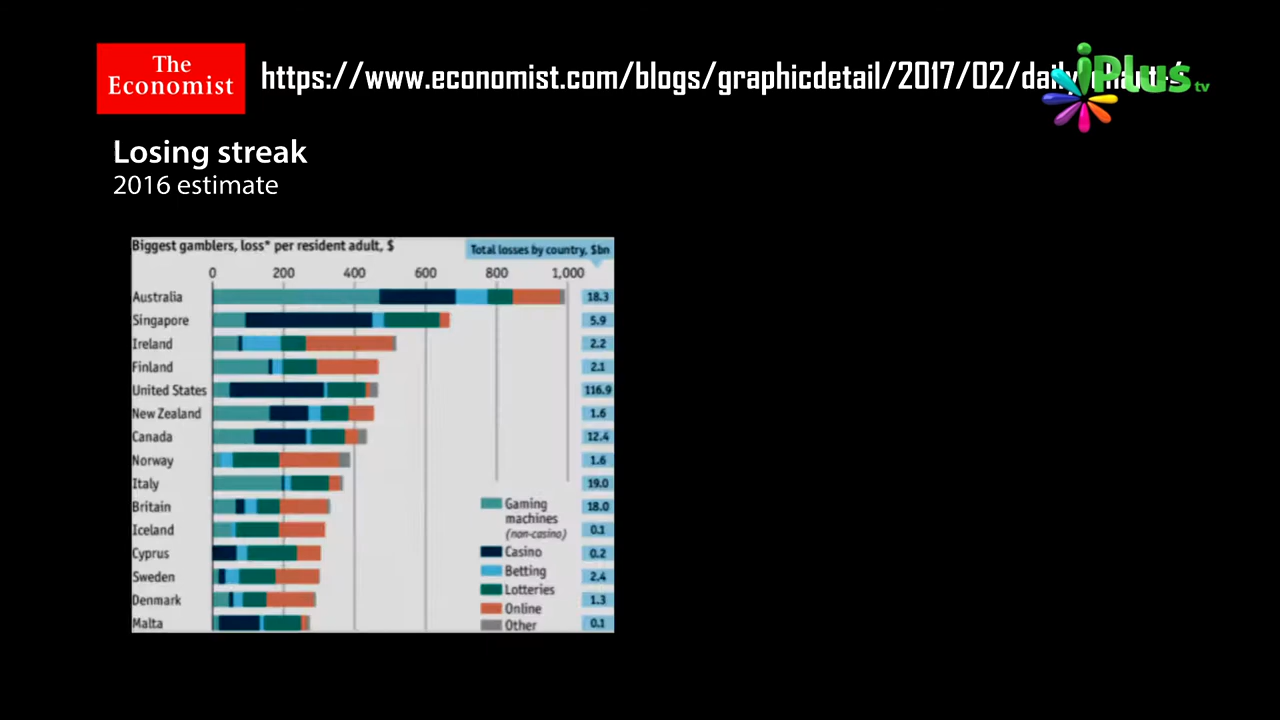 The
Economist
https://www.economist.com/blogs/graphicdetail/2017/02/daily
iPlus tv
Losing streak
2016 estimate
Biggest gamblers, loss* per resident adult, $
Total losses by country, $bn
0 200 400 600 800 1,000
Australia 18.3
Singapore 5.9
Ireland 2.2
Finland 2.1
United States 116.9
New Zealand 1.6
Canada 12.4
Norway 1.6
Italy 19.0
Britain 18.0
Iceland 0.1
Cyprus 0.2
Sweden 2.4
Denmark 1.3
Malta 0.1
Gaming
machines
(non-casino)
Casino
Betting
Lotteries
Online
Other